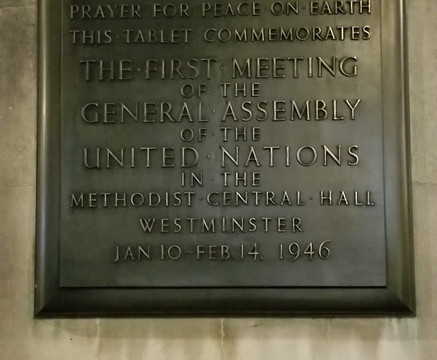 PRAYER FOR PEACE·ON·EARTH
THIS·TABLET COMMEMORATES
THE·FIRST·MEETING
OF THE
GENERAL·ASSEMBLY
OF·THE
UNITED·NATIONS
IN·THE
METHODIST·CENTRAL·HALL
WESTMINSTER
JAN 10–FEB 14, 1946